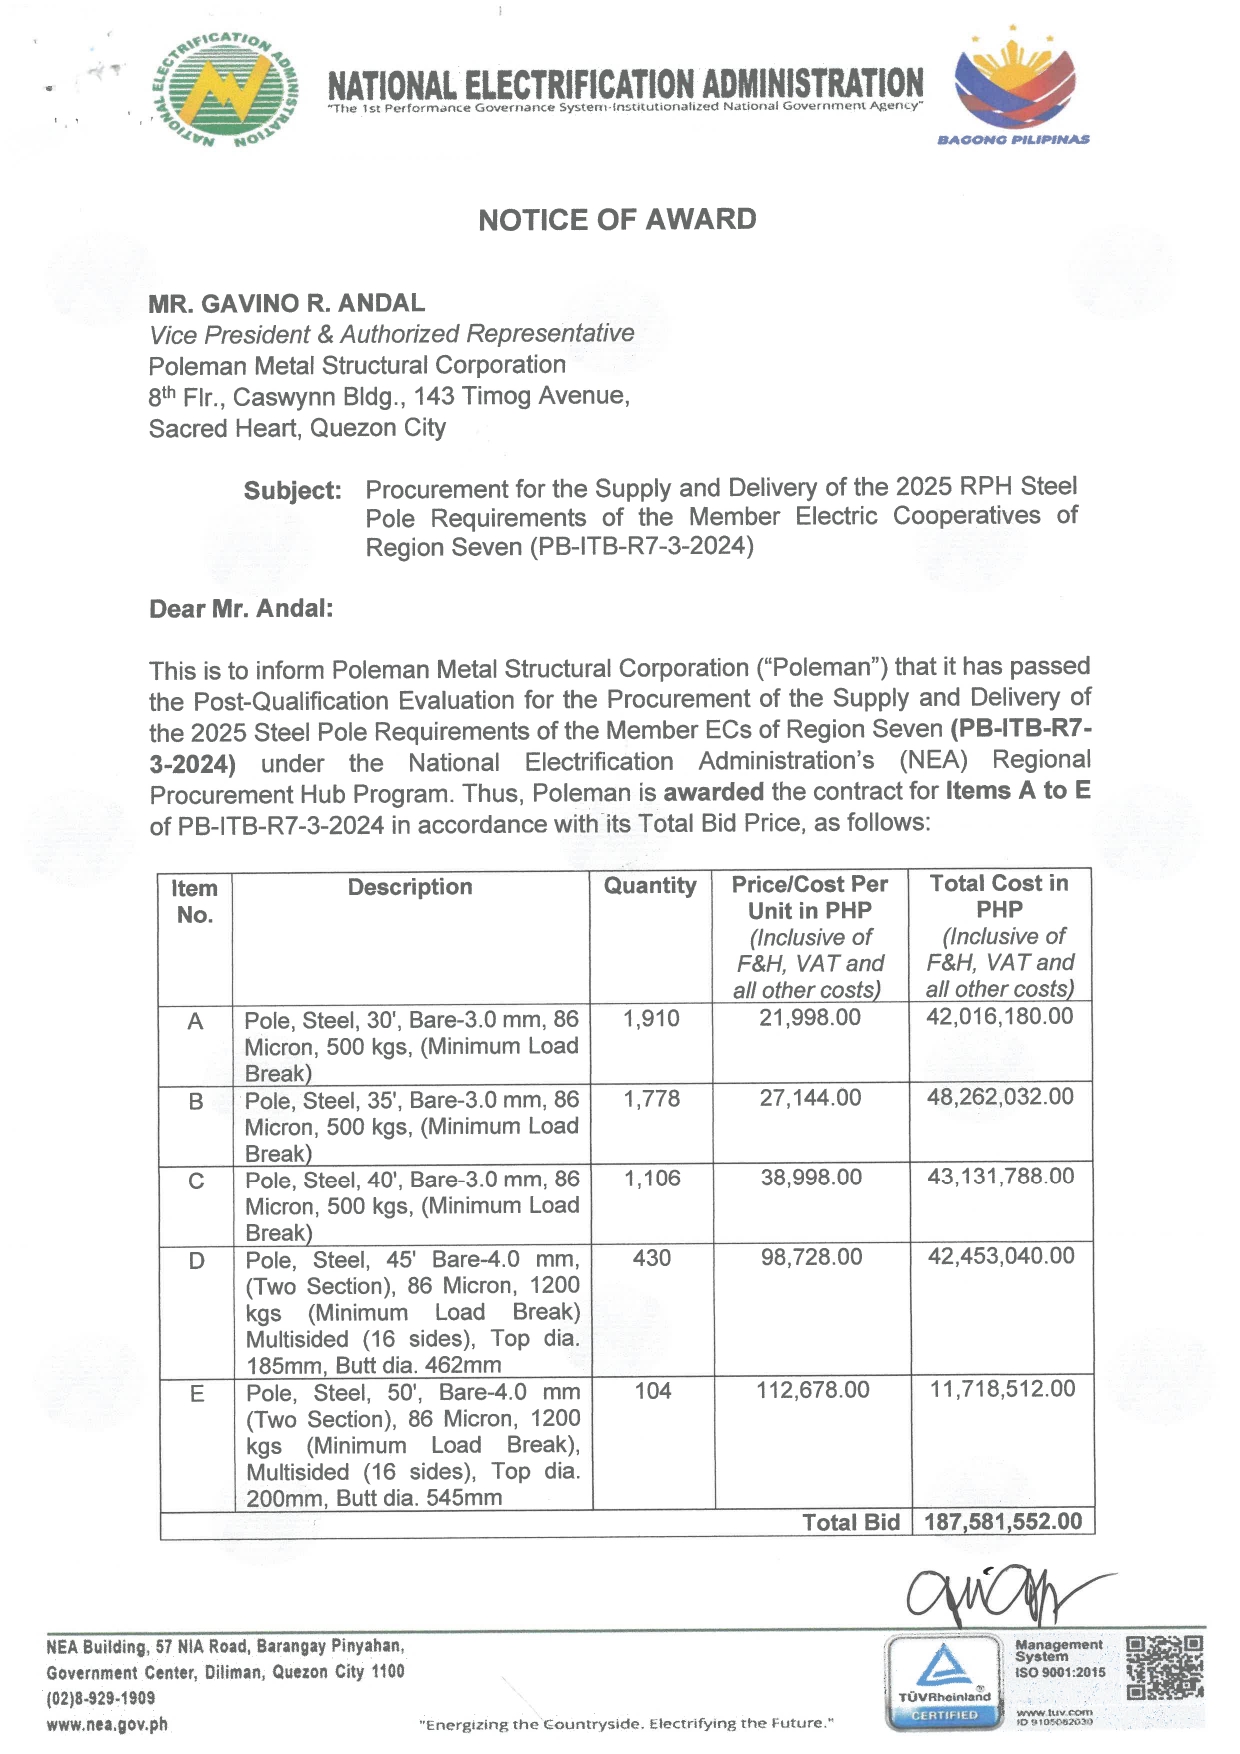 NATIONAL ELECTRIFICATION ADMINISTRATION
NATIONAL ELECTRIFICATION ADMINISTRATION
"The 1st Performance Governance System-Institutionalized National Government Agency"
BAGONG PILIPINAS
NOTICE OF AWARD
MR. GAVINO R. ANDAL
Vice President & Authorized Representative
Poleman Metal Structural Corporation
8th Flr., Caswynn Bldg., 143 Timog Avenue,
Sacred Heart, Quezon City
Subject: Procurement for the Supply and Delivery of the 2025 RPH Steel
Pole Requirements of the Member Electric Cooperatives of
Region Seven (PB-ITB-R7-3-2024)
Dear Mr. Andal:
This is to inform Poleman Metal Structural Corporation (“Poleman”) that it has passed
the Post-Qualification Evaluation for the Procurement of the Supply and Delivery of
the 2025 Steel Pole Requirements of the Member ECs of Region Seven (PB-ITB-R7-
3-2024) under the National Electrification Administration’s (NEA) Regional
Procurement Hub Program. Thus, Poleman is awarded the contract for Items A to E
of PB-ITB-R7-3-2024 in accordance with its Total Bid Price, as follows:
Item No. Description Quantity Price/Cost Per Unit in PHP (Inclusive of F&H, VAT and all other costs) Total Cost in PHP (Inclusive of F&H, VAT and all other costs)
A Pole, Steel, 30', Bare-3.0 mm, 86 1,910 21,998.00 42,016,180.00
Micron, 500 kgs, (Minimum Load
Break)
B Pole, Steel, 35', Bare-3.0 mm, 86 1,778 27,144.00 48,262,032.00
Micron, 500 kgs, (Minimum Load
Break)
C Pole, Steel, 40', Bare-3.0 mm, 86 1,106 38,998.00 43,131,788.00
Micron, 500 kgs, (Minimum Load
Break)
D Pole, Steel, 45' Bare-4.0 mm, 430 98,728.00 42,453,040.00
(Two Section), 86 Micron, 1200
kgs (Minimum Load Break)
Multisided (16 sides), Top dia.
185mm, Butt dia. 462mm
E Pole, Steel, 50', Bare-4.0 mm 104 112,678.00 11,718,512.00
(Two Section), 86 Micron, 1200
kgs (Minimum Load Break),
Multisided (16 sides), Top dia.
200mm, Butt dia. 545mm
Total Bid 187,581,552.00
NEA Building, 57 NIA Road, Barangay Pinyahan,
Government Center, Diliman, Quezon City 1100
(02)8-929-1909
www.nea.gov.ph
"Energizing the Countryside. Electrifying the Future."
TÜVRheinland
CERTIFIED
Management
System
ISO 9001:2015
www.tuv.com
ID 9105082030